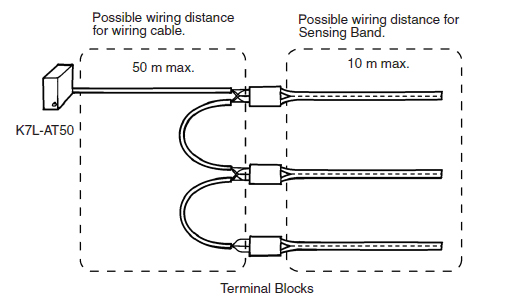 Possible wiring distance
for wiring cable.
Possible wiring distance for
Sensing Band.
50 m max.
10 m max.
K7L-AT50
Terminal Blocks